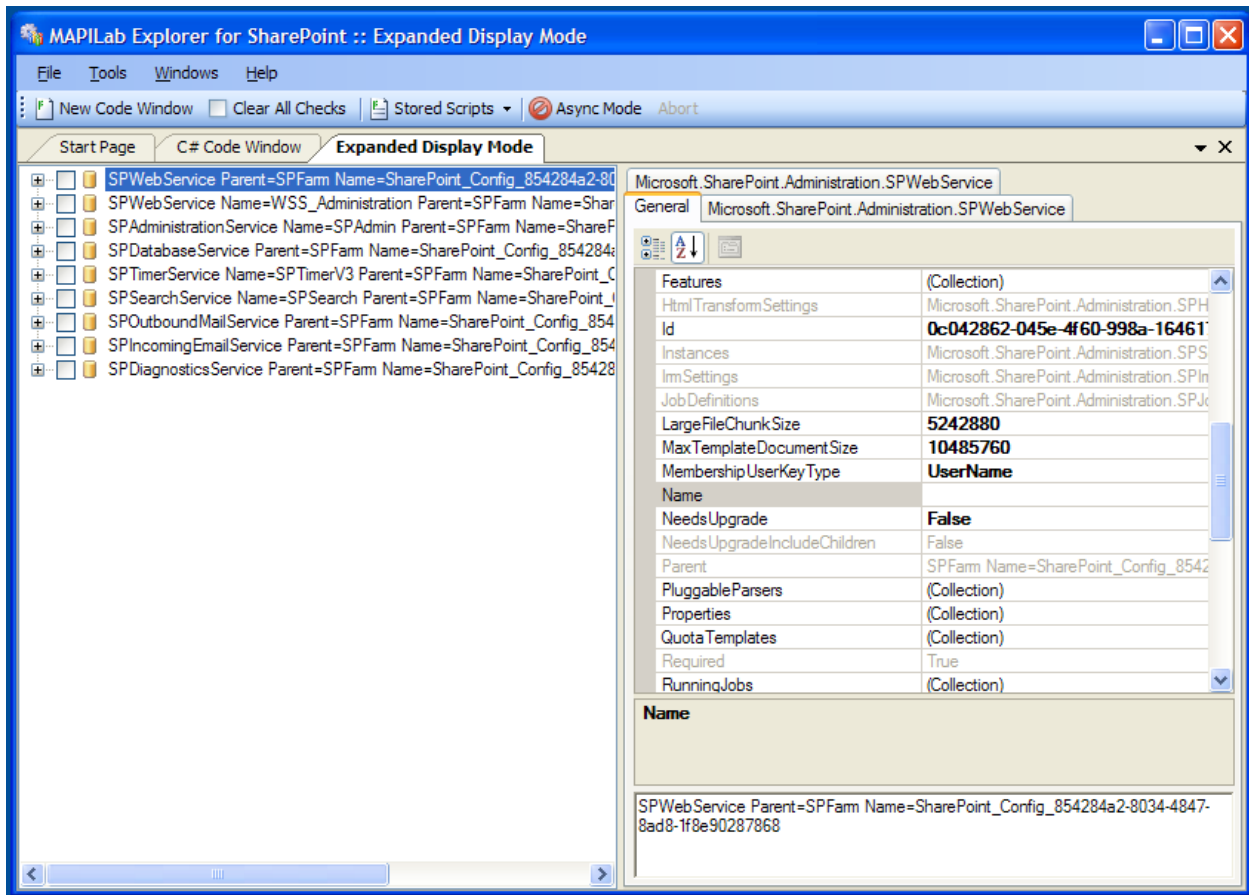 MAPILab Explorer for SharePoint :: Expanded Display Mode
File Tools Windows Help
New Code Window Clear All Checks Stored Scripts Async Mode Abort
Start Page C# Code Window Expanded Display Mode
SPWebService Parent=SPFarm Name=SharePoint_Config_854284a2-80
SPWebService Name=WSS_Administration Parent=SPFarm Name=Shar
SPAdministrationService Name=SPAdmin Parent=SPFarm Name=ShareP
SPDatabaseService Parent=SPFarm Name=SharePoint_Config_854284a
SPTimerService Name=SPTimerV3 Parent=SPFarm Name=SharePoint_C
SPSearchService Name=SPSearch Parent=SPFarm Name=SharePoint_
SPOutboundMailService Parent=SPFarm Name=SharePoint_Config_854
SPIncomingEmailService Parent=SPFarm Name=SharePoint_Config_854
SPDiagnosticsService Parent=SPFarm Name=SharePoint_Config_85428
Microsoft.SharePoint.Administration.SPWebService
General Microsoft.SharePoint.Administration.SPWebService
Features (Collection)
HtmlTransformSettings Microsoft.SharePoint.Administration.SPH
Id 0c042862-045e-4f60-998a-164617
Instances Microsoft.SharePoint.Administration.SPS
IrmSettings Microsoft.SharePoint.Administration.SPIr
JobDefinitions Microsoft.SharePoint.Administration.SPJo
LargeFileChunkSize 5242880
MaxTemplateDocumentSize 10485760
MembershipUserKeyType UserName
Name
NeedsUpgrade False
NeedsUpgradeIncludeChildren False
Parent SPFarm Name=SharePoint_Config_8542
PluggableParsers (Collection)
Properties (Collection)
QuotaTemplates (Collection)
Required True
RunningJobs (Collection)
Name
SPWebService Parent=SPFarm Name=SharePoint_Config_854284a2-8034-4847-
8ad8-1f8e90287868